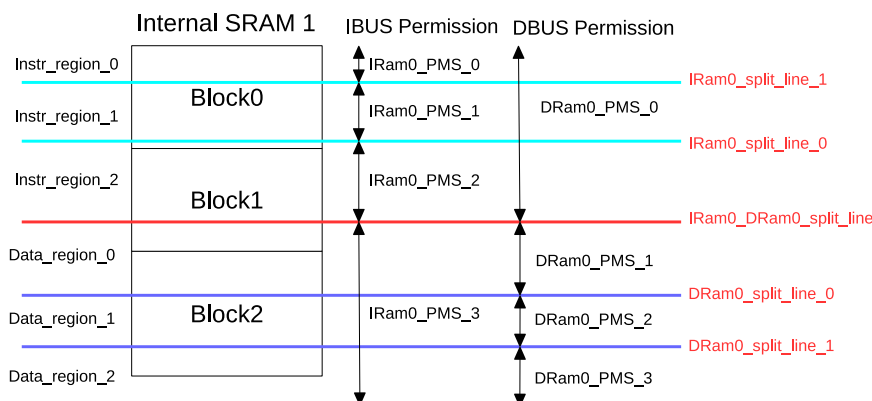 Internal SRAM 1
IBUS Permission
DBUS Permission
Instr_region_0
IRam0_PMS_0
IRam0_split_line_1
Block0
Instr_region_1
IRam0_PMS_1
DRam0_PMS_0
IRam0_split_line_0
Instr_region_2
IRam0_PMS_2
Block1
IRam0_DRam0_split_line
Data_region_0
DRam0_PMS_1
DRam0_split_line_0
Block2
Data_region_1
IRam0_PMS_3
DRam0_PMS_2
DRam0_split_line_1
Data_region_2
DRam0_PMS_3